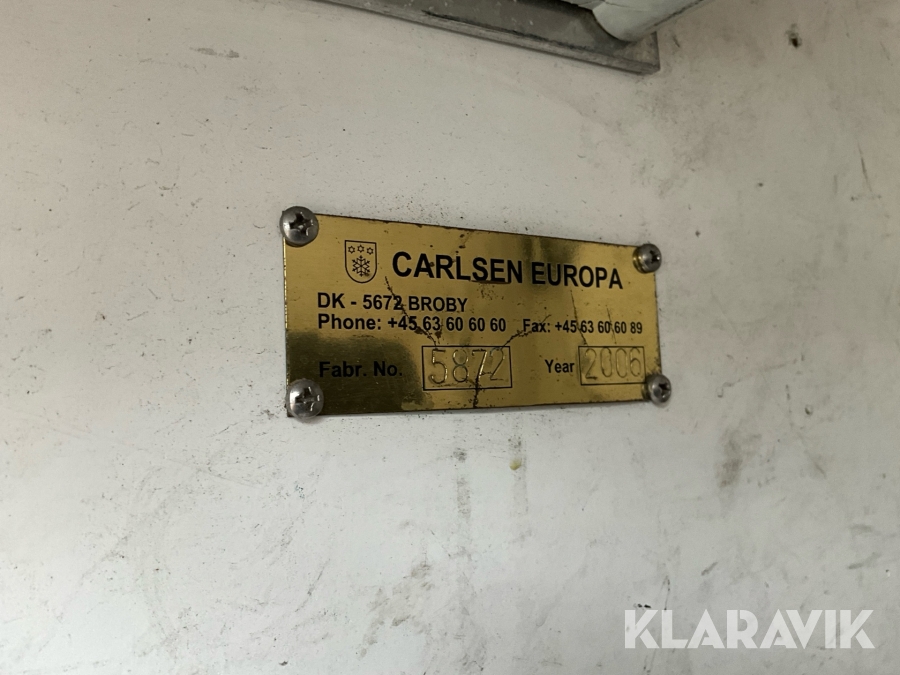 CARLSEN EUROPA
DK - 5672 BROBY
Phone: +45 63 60 60 60 Fax: +45 63 60 60 89
Fabr. No. 5872 Year 2006
KLARAVIK